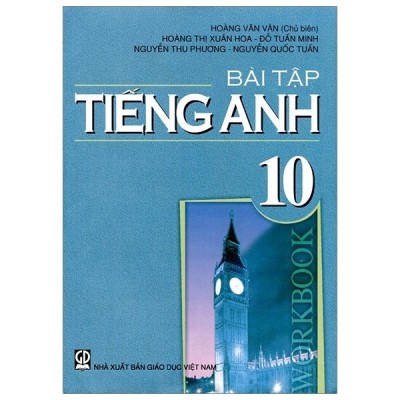 HOÀNG VĂN VÂN (Chủ biên)
HOÀNG THỊ XUÂN HOA - ĐỖ TUẤN MINH
NGUYỄN THU PHƯƠNG - NGUYỄN QUỐC TUẤN
BÀI TẬP
TIẾNG ANH
10
WORKBOOK
GD
NHÀ XUẤT BẢN GIÁO DỤC VIỆT NAM